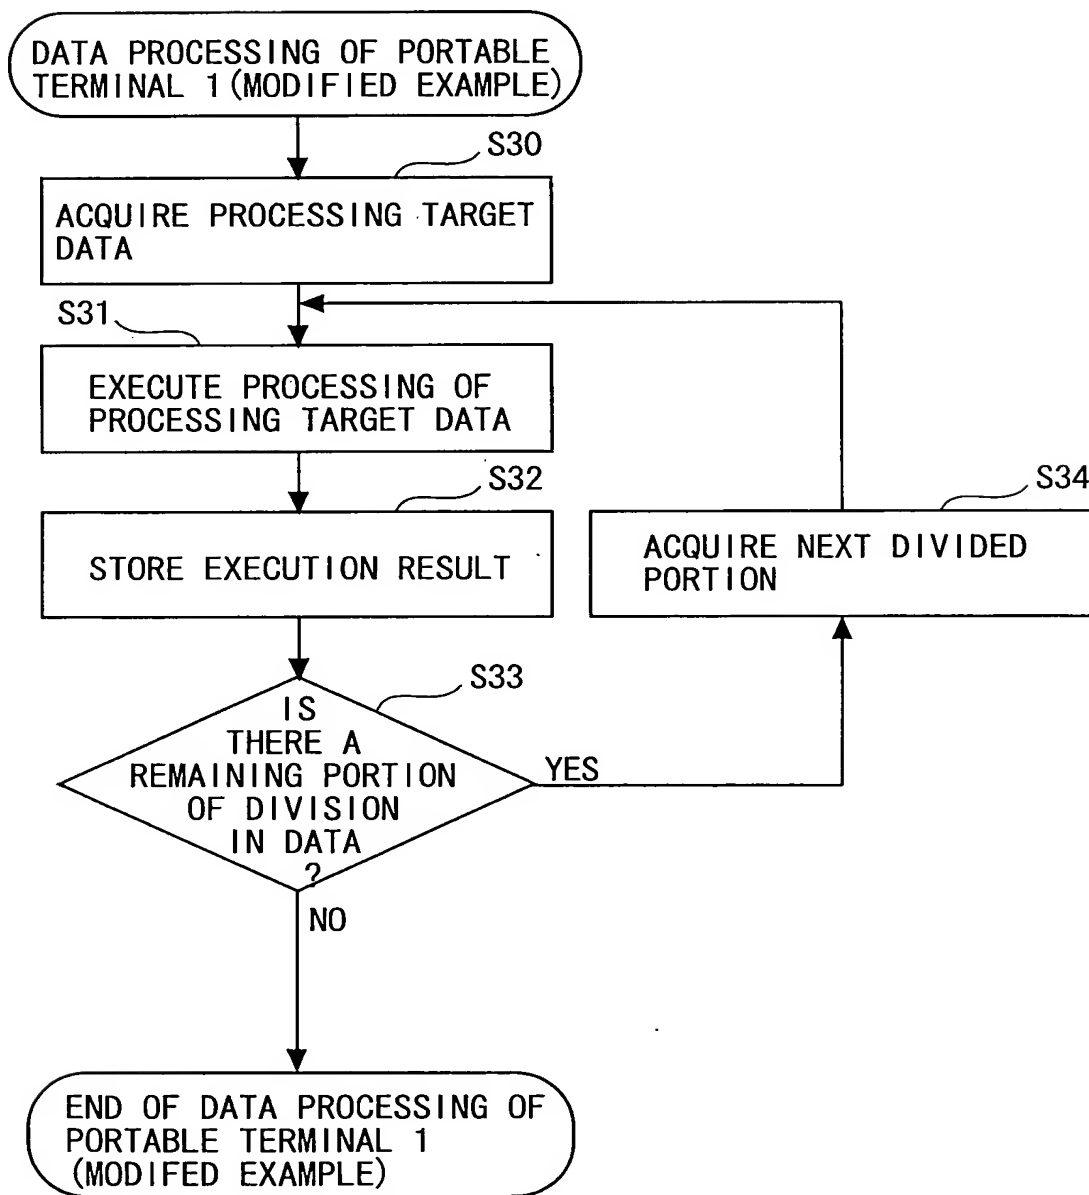 DATA PROCESSING OF PORTABLE
TERMINAL 1(MODIFIED EXAMPLE)
S30
ACQUIRE PROCESSING TARGET
DATA
S31
EXECUTE PROCESSING OF
PROCESSING TARGET DATA
S32
STORE EXECUTION RESULT
S34
ACQUIRE NEXT DIVIDED
PORTION
S33
IS
THERE A
REMAINING PORTION
OF DIVISION
IN DATA
?
YES
NO
END OF DATA PROCESSING OF
PORTABLE TERMINAL 1
(MODIFED EXAMPLE)